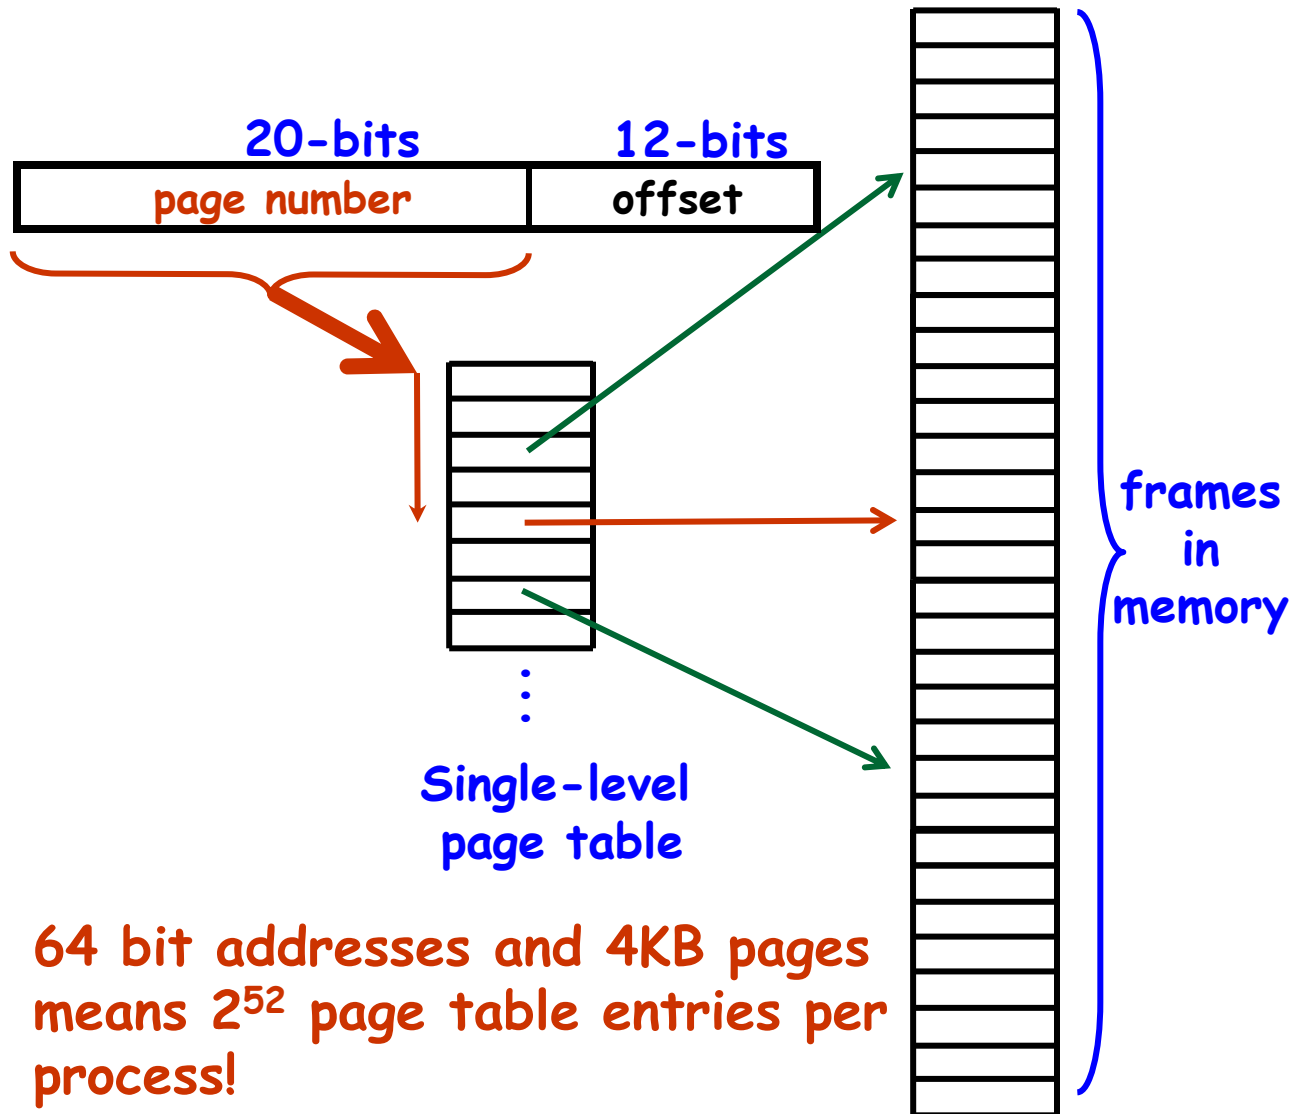 20-bits
12-bits
page number
offset
frames
in
memory
Single-level
page table
64 bit addresses and 4KB pages
means 2⁵² page table entries per
process!